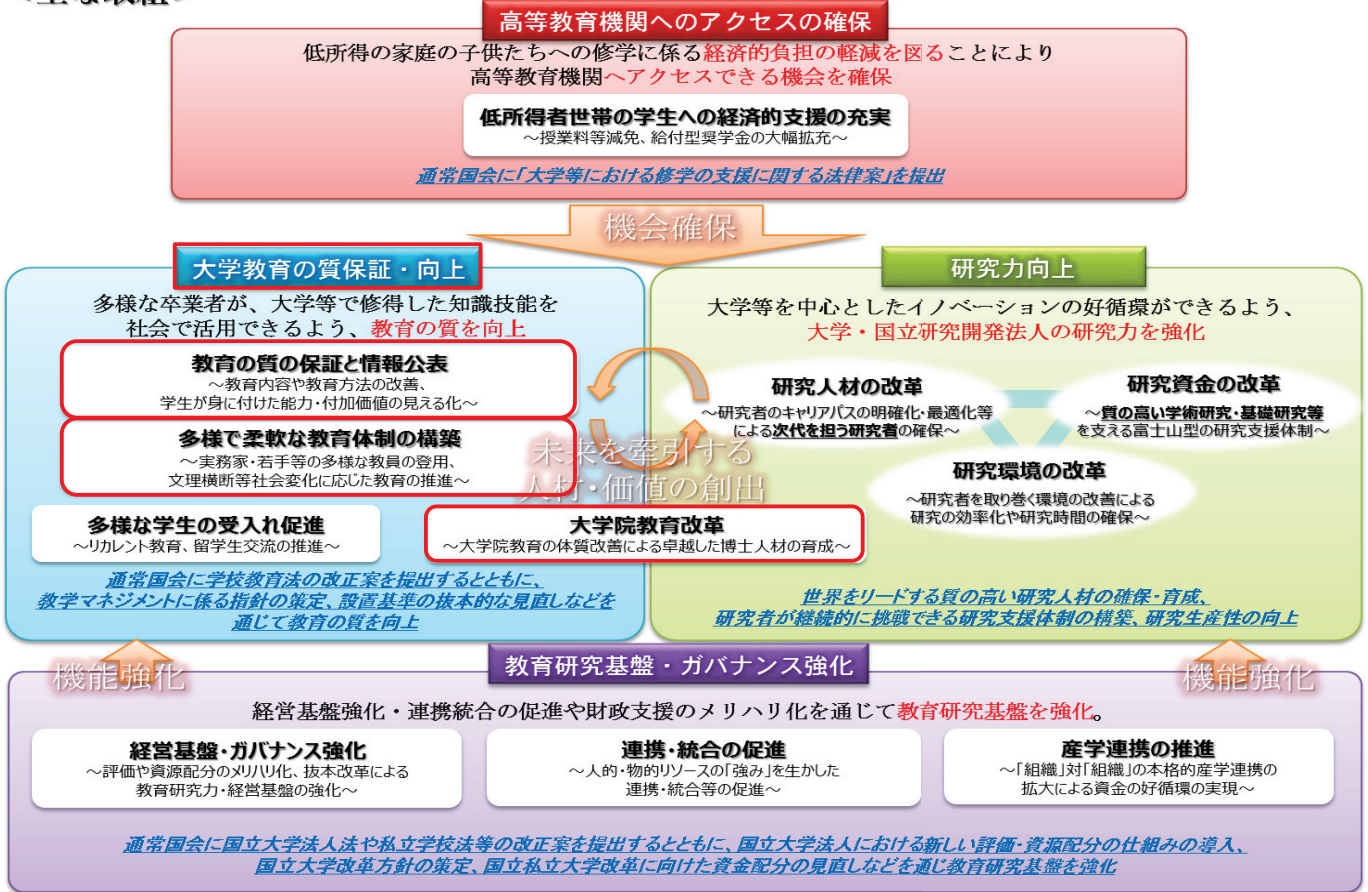 高等教育機関へのアクセスの確保
低所得の家庭の子供たちへの修学に係る経済的負担の軽減を図ることにより
高等教育機関へアクセスできる機会を確保
低所得者世帯の学生への経済的支援の充実
～授業料等減免、給付型奨学金の大幅拡充～
通常国会に「大学等における修学の支援に関する法律案」を提出
機会確保
大学教育の質保証・向上
多様な卒業者が、大学等で修得した知識技能を
社会で活用できるよう、教育の質を向上
教育の質の保証と情報公表
～教育内容や教育方法の改善、
学生が身に付けた能力・付加価値の見える化～
多様で柔軟な教育体制の構築
～実務家・若手等の多様な教員の登用、
文理横断等社会変化に応じた教育の推進～
多様な学生の受入れ促進
～リカレント教育、留学生交流の推進～
大学院教育改革
～大学院教育の体質改善による卓越した博士人材の育成～
通常国会に学校教育法の改正案を提出するとともに、
教学マネジメントに係る指針の策定、設置基準の抜本的な見直しなどを
通じて教育の質を向上
未来を牽引する
人材・価値の創出
研究力向上
大学等を中心としたイノベーションの好循環ができるよう、
大学・国立研究開発法人の研究力を強化
研究人材の改革
～研究者のキャリアパスの明確化・最適化等
による次代を担う研究者の確保～
研究資金の改革
～質の高い学術研究・基礎研究等
を支える富士山型の研究支援体制～
研究環境の改革
～研究者を取り巻く環境の改善による
研究の効率化や研究時間の確保～
世界をリードする質の高い研究人材の確保・育成、
研究者が継続的に挑戦できる研究支援体制の構築、研究生産性の向上
機能強化
機能強化
教育研究基盤・ガバナンス強化
経営基盤強化・連携統合の促進や財政支援のメリハリ化を通じて教育研究基盤を強化。
経営基盤・ガバナンス強化
～評価や資源配分のメリハリ化、抜本改革による
教育研究力・経営基盤の強化～
連携・統合の促進
～人的・物的リソースの「強み」を生かした
連携・統合等の促進～
産学連携の推進
～「組織」対「組織」の本格的産学連携の
拡大による資金の好循環の実現～
通常国会に国立大学法人法や私立学校法等の改正案を提出するとともに、国立大学法人における新しい評価・資源配分の仕組みの導入、
国立大学改革方針の策定、国立私立大学改革に向けた資金配分の見直しなどを通じ教育研究基盤を強化